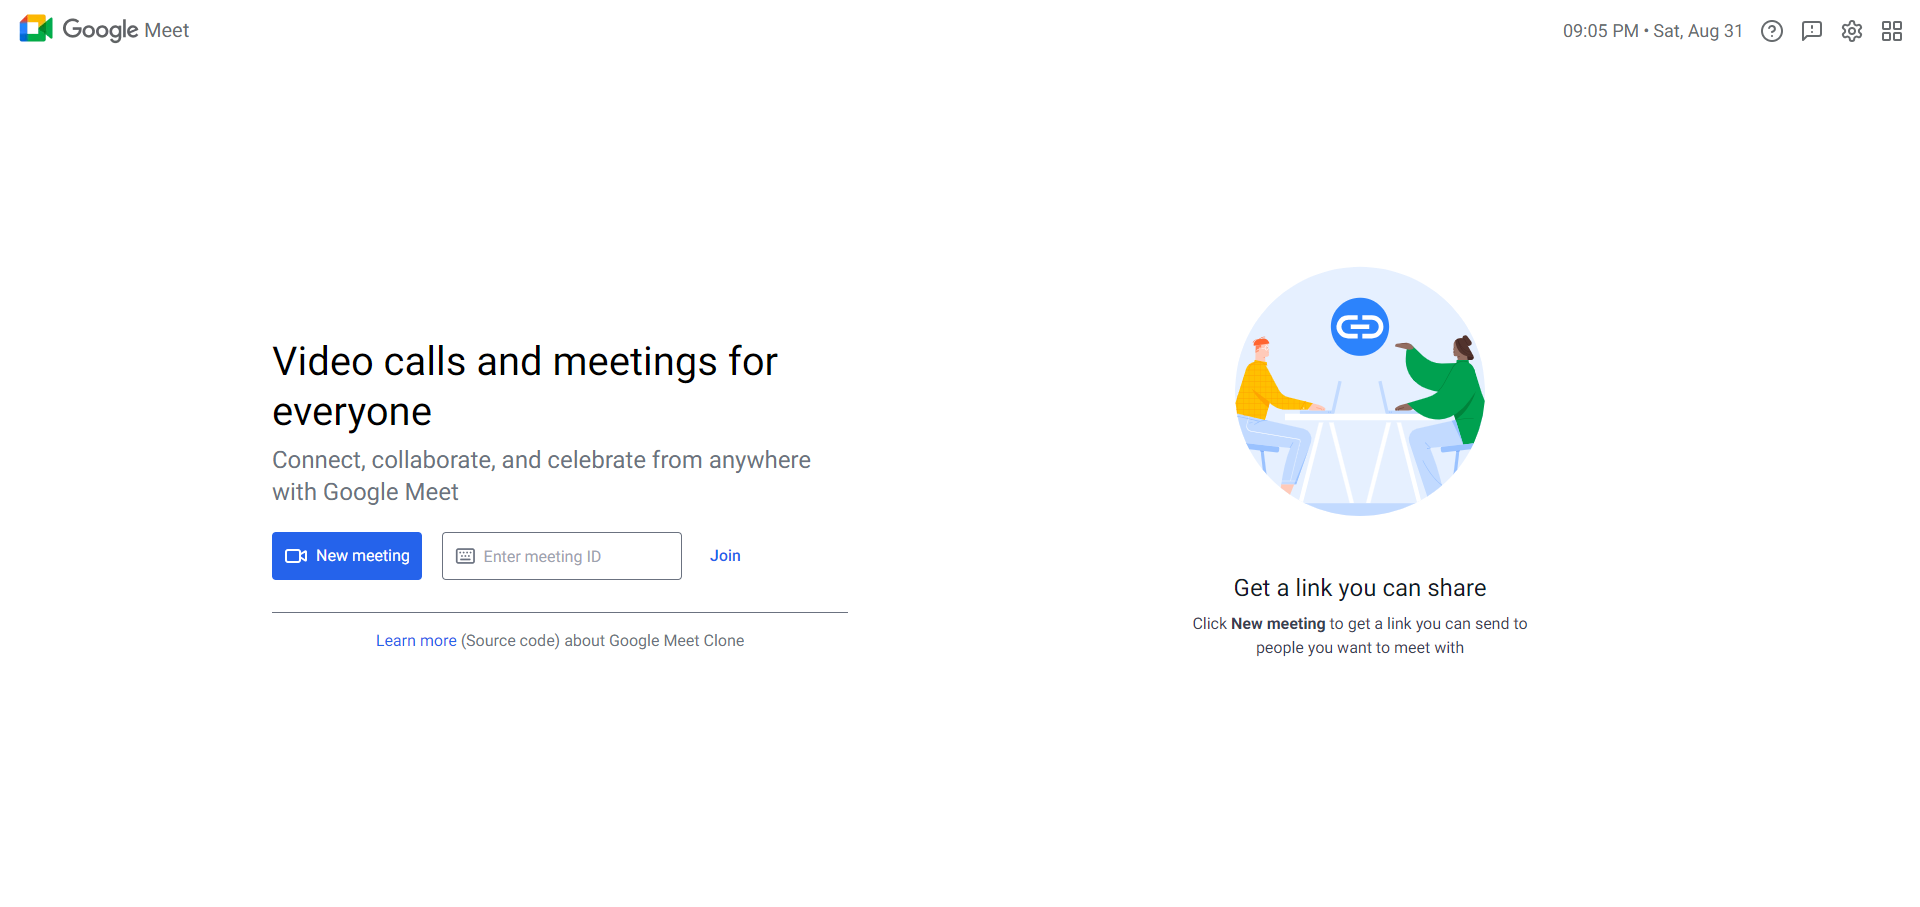 Google Meet
09:05 PM • Sat, Aug 31
Video calls and meetings for
everyone
Connect, collaborate, and celebrate from anywhere
with Google Meet
New meeting
Enter meeting ID
Join
Learn more (Source code) about Google Meet Clone
Get a link you can share
Click New meeting to get a link you can send to
people you want to meet with